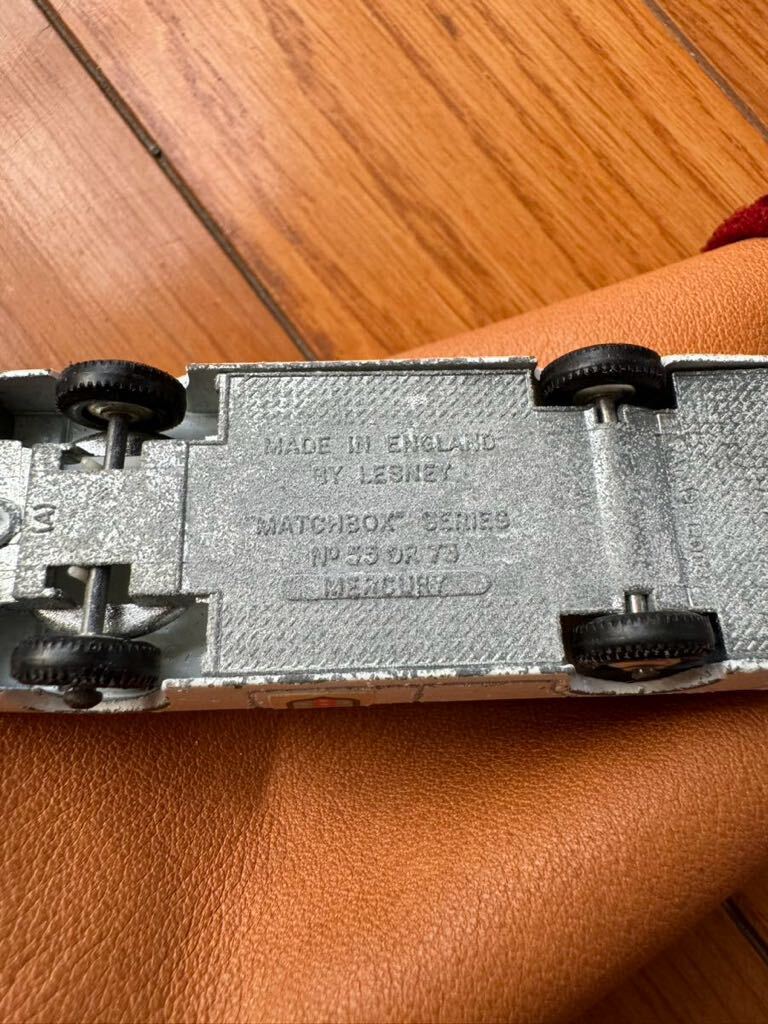 MADE IN ENGLAND
BY LESNEY
"MATCHBOX" SERIES
Nº 55 OR 73
MERCURY
(A)